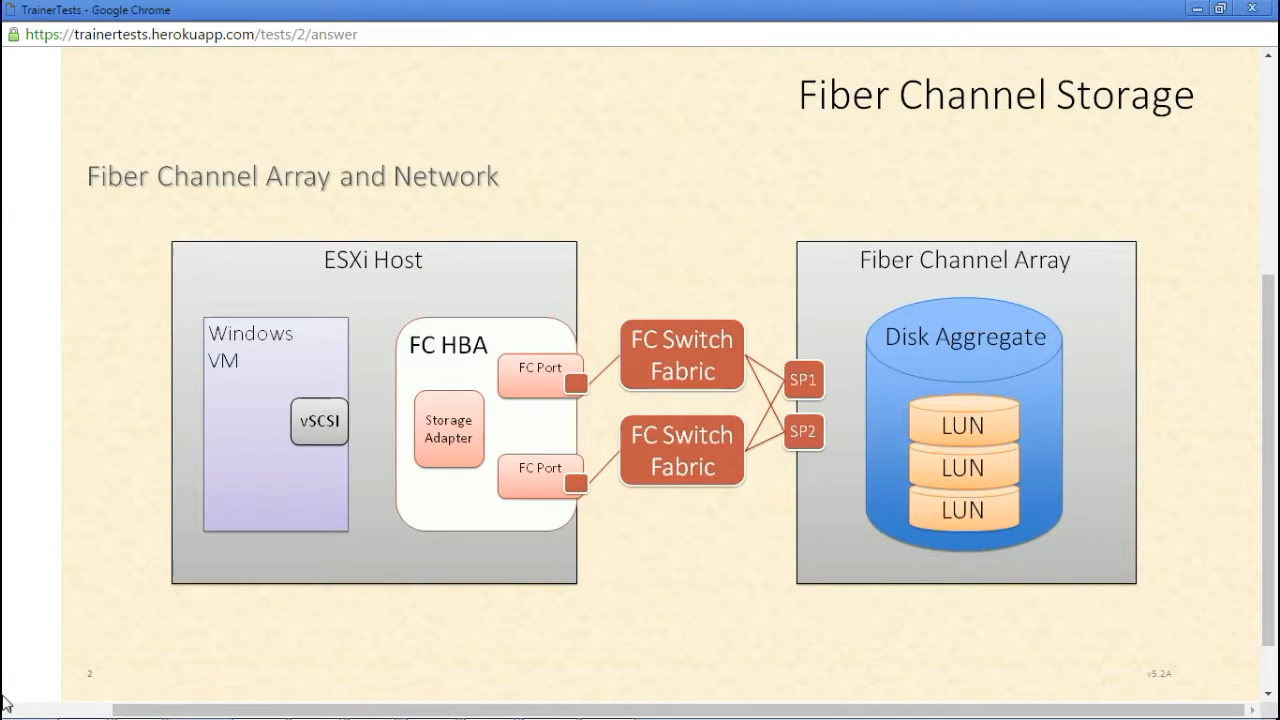 TrainerTests - Google Chrome
https://trainertests.herokuapp.com/tests/2/answer
Fiber Channel Storage
Fiber Channel Array and Network
ESXi Host
Windows
VM
vSCSI
FC HBA
Storage
Adapter
FC Port
FC Port
FC Switch
Fabric
FC Switch
Fabric
Fiber Channel Array
SP1
SP2
Disk Aggregate
LUN
LUN
LUN
2
v5.2A